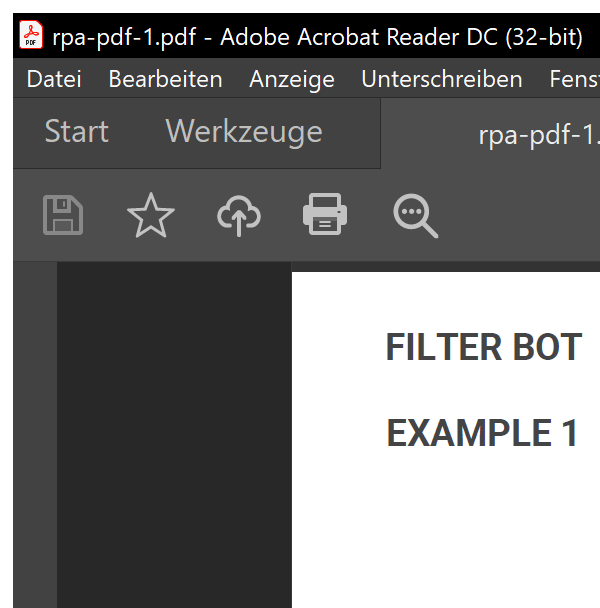 rpa-pdf-1.pdf - Adobe Acrobat Reader DC (32-bit)
Datei Bearbeiten Anzeige Unterschreiben Fens
Start Werkzeuge rpa-pdf-1.
FILTER BOT
EXAMPLE 1